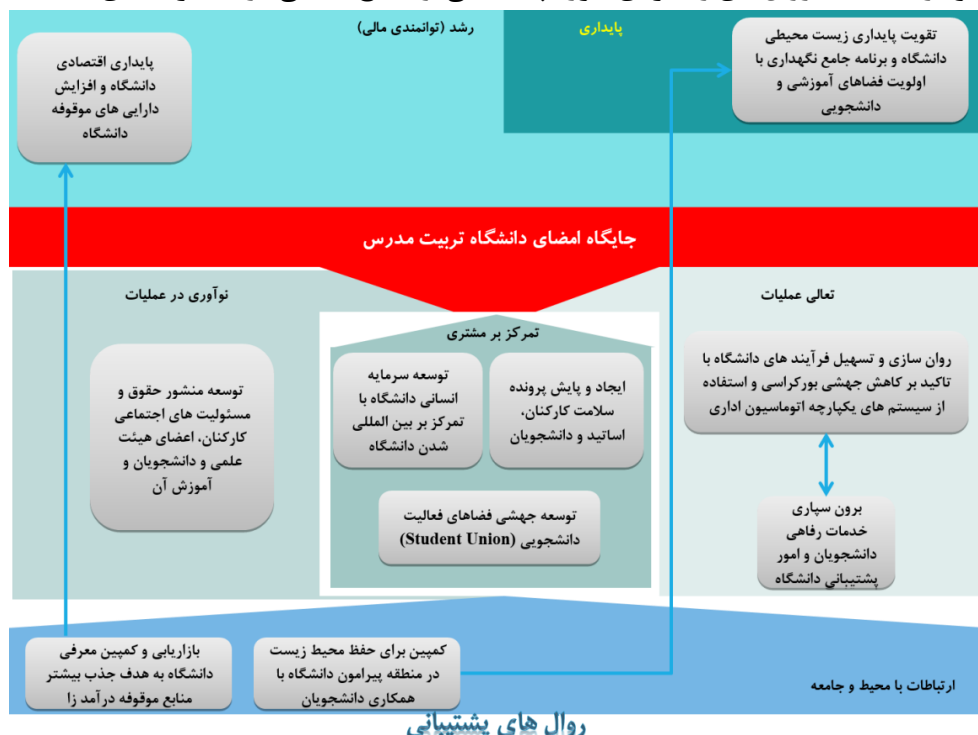 رشد (توانمندی مالی)
پایداری
تقویت پایداری زیست محیطی
دانشگاه و برنامه جامع نگهداری با
اولویت فضاهای آموزشی و
دانشجویی
پایداری اقتصادی
دانشگاه و افزایش
دارایی های موقوفه
دانشگاه
جایگاه امضای دانشگاه تربیت مدرس
تعالی عملیات
روان سازی و تسهیل فرآیند های دانشگاه با
تاکید بر کاهش جهشی بورکراسی و استفاده
از سیستم های یکپارچه اتوماسیون اداری
برون سپاری
خدمات رفاهی
دانشجویان و امور
پشتیبانی دانشگاه
تمرکز بر مشتری
ایجاد و پایش پرونده
سلامت کارکنان،
اساتید و دانشجویان
توسعه سرمایه
انسانی دانشگاه با
تمرکز بر بین المللی
شدن دانشگاه
توسعه جهشی فضاهای فعالیت
دانشجویی (Student Union)
نوآوری در عملیات
توسعه منشور حقوق و
مسئولیت های اجتماعی
کارکنان، اعضای هیئت
علمی و دانشجویان و
آموزش آن
ارتباطات با محیط و جامعه
کمپین برای حفظ محیط زیست
در منطقه پیرامون دانشگاه با
همکاری دانشجویان
بازاریابی و کمپین معرفی
دانشگاه به هدف جذب بیشتر
منابع موقوفه درآمد زا
روال های پشتیبانی